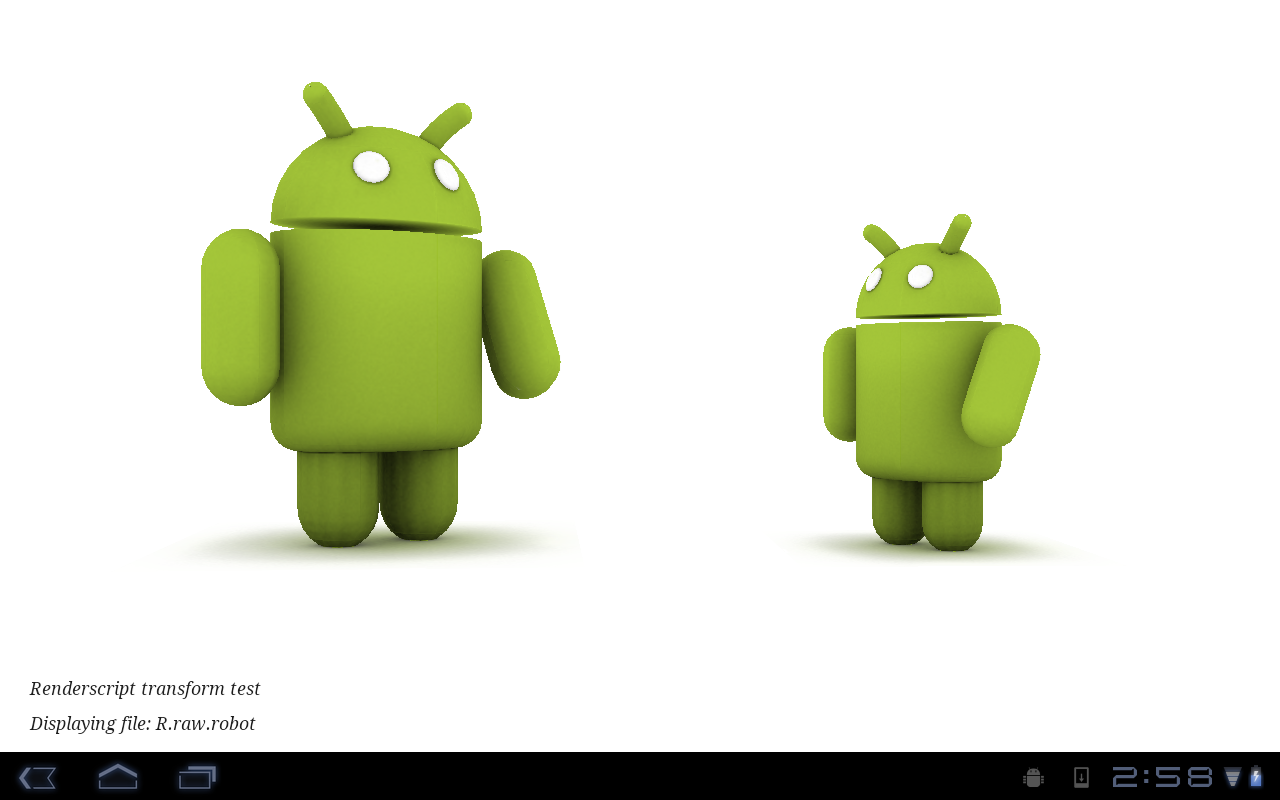 Renderscript transform test
Displaying file: R.raw.robot
2:58